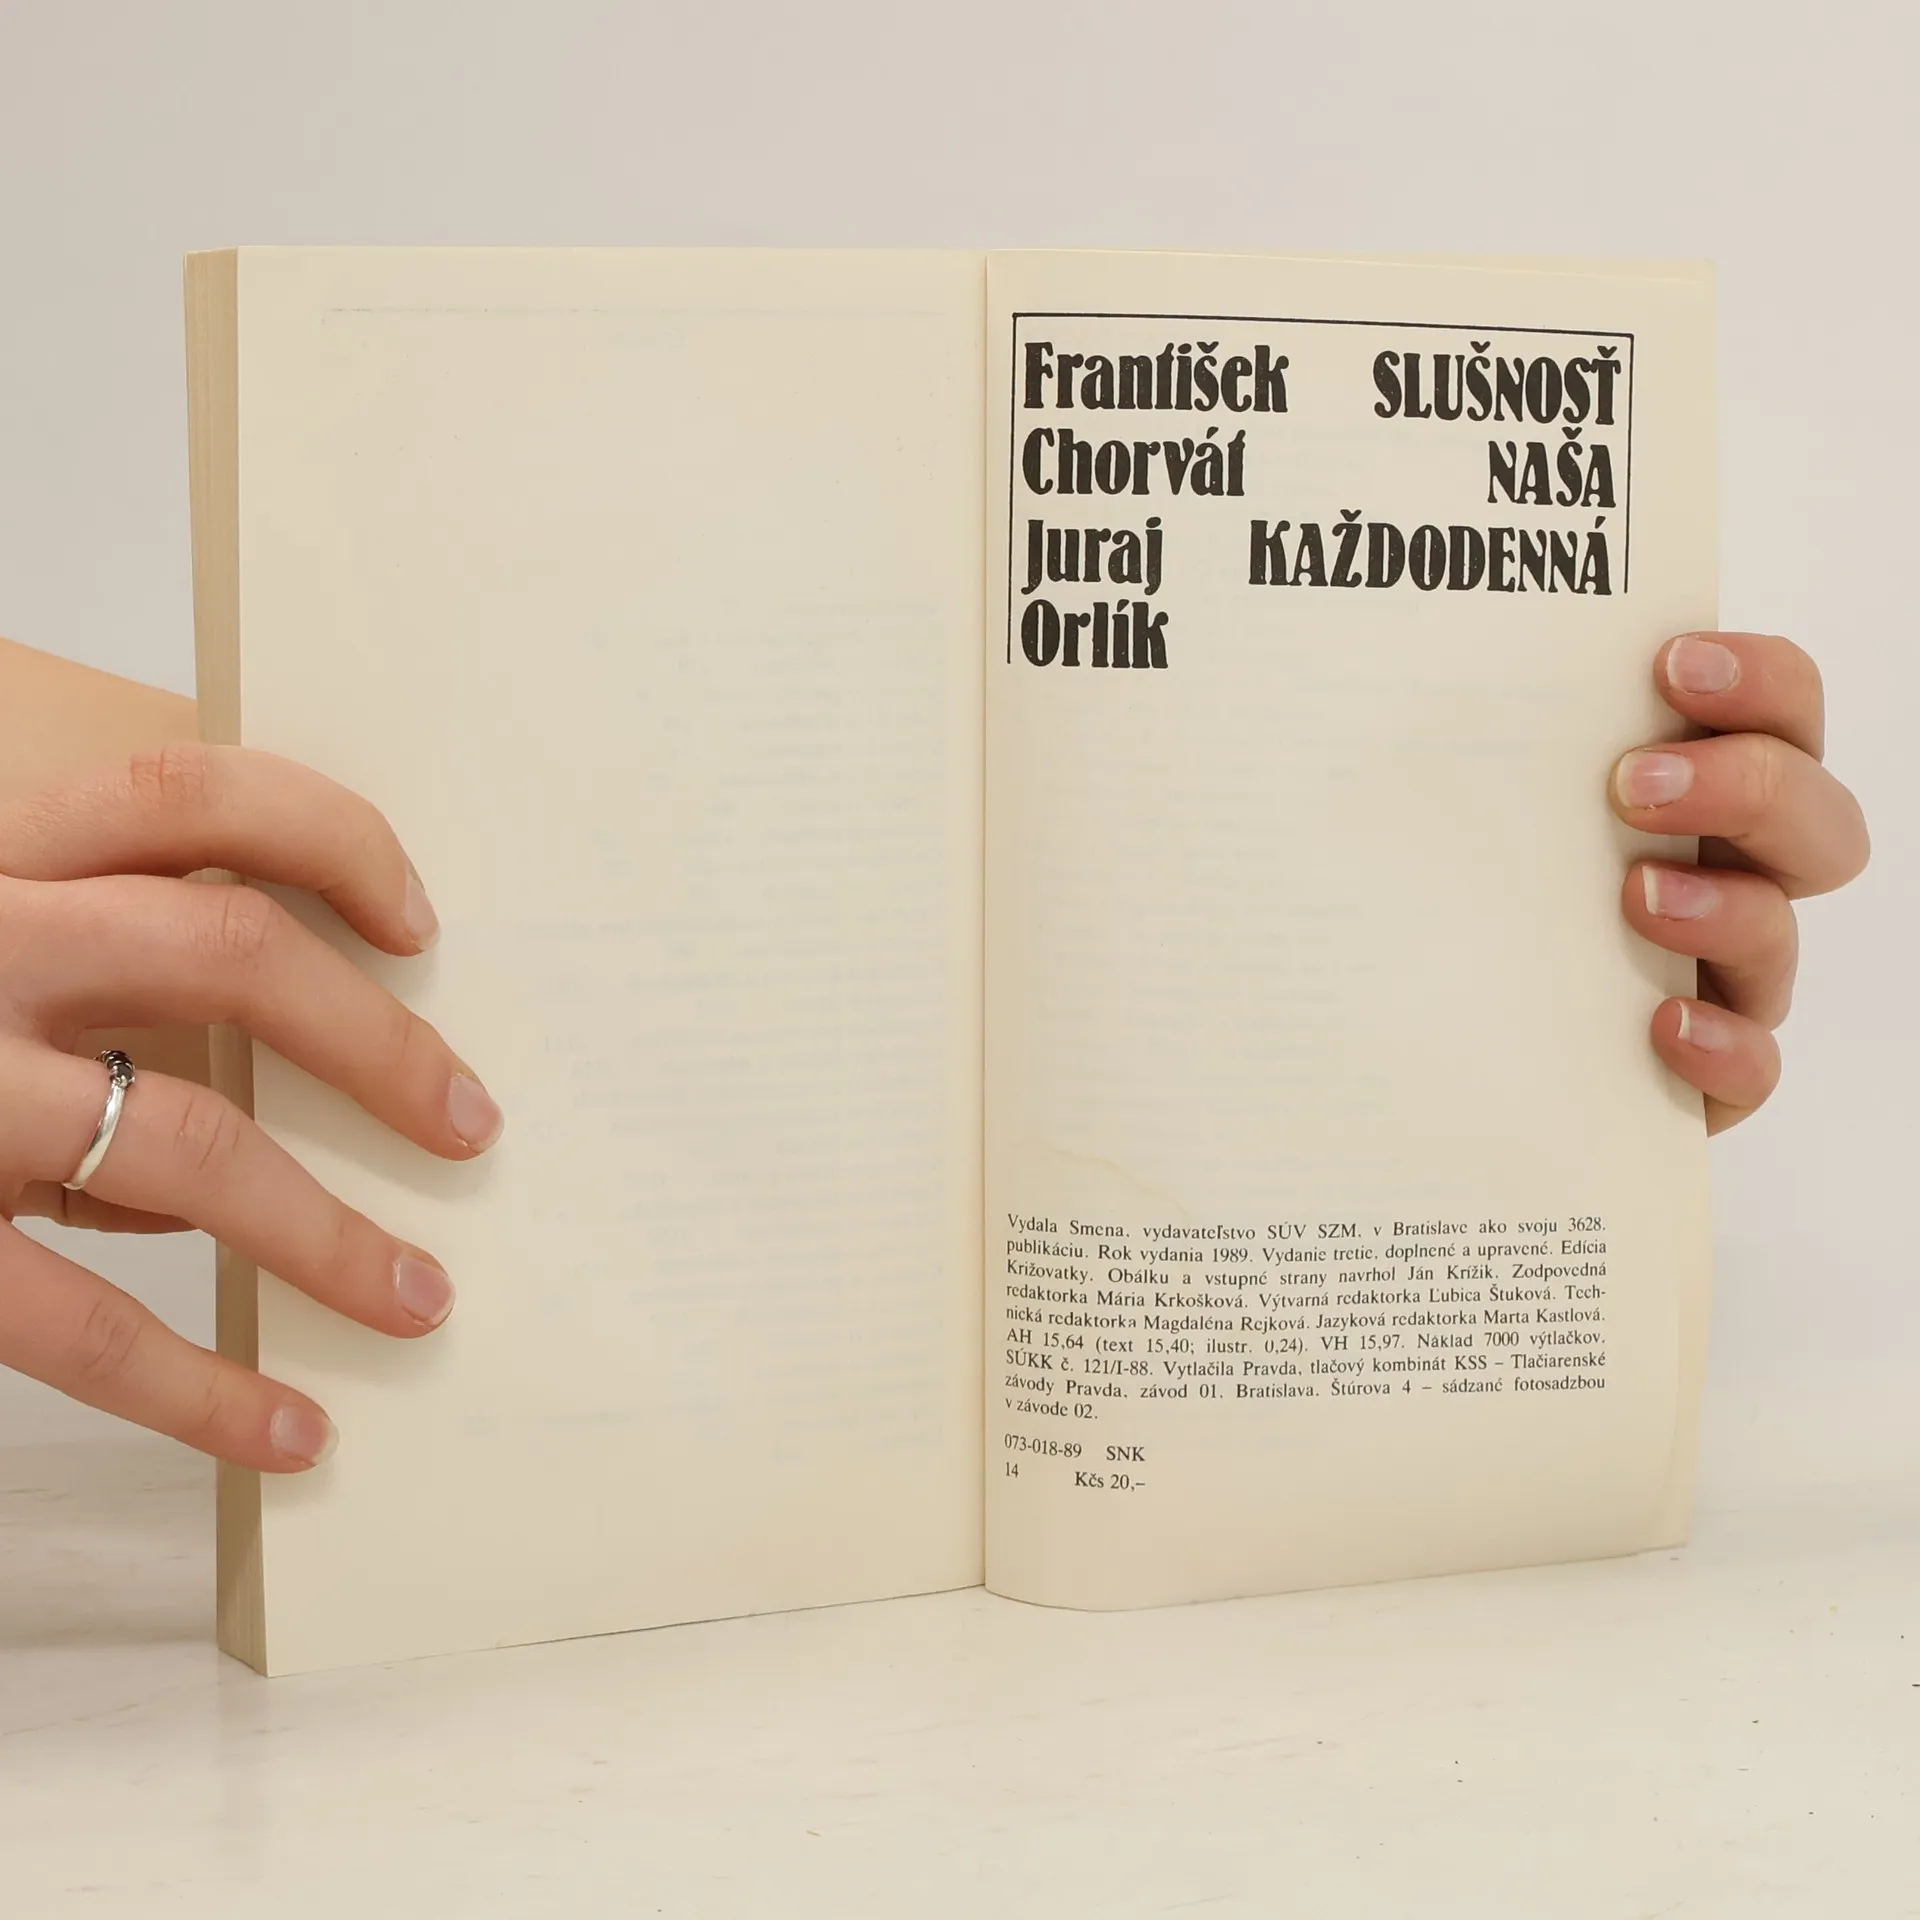 František SLUŠNOSŤ
Chorvát NAŠA
Juraj KAŽDODENNÁ
Orlík
Vydala Smena, vydavateľstvo SÚV SZM, v Bratislave ako svoju 3628.
publikáciu. Rok vydania 1989. Vydanie tretie, doplnené a upravené. Edícia
Križovatky. Obálku a vstupné strany navrhol Ján Krížik. Zodpovedná
redaktorka Mária Krkošková. Výtvarná redaktorka Ľubica Štuková. Tech-
nická redaktorka Magdaléna Rejková. Jazyková redaktorka Marta Kastlová.
AH 15,64 (text 15,40; ilustr. 0,24). VH 15,97. Náklad 7000 výtlačkov.
SÚKK č. 121/I-88. Vytlačila Pravda, tlačový kombinát KSS – Tlačiarenské
závody Pravda, závod 01, Bratislava, Štúrova 4 – sádzané fotosadzbou
v závode 02.
073-018-89 SNK
14 Kčs 20,–